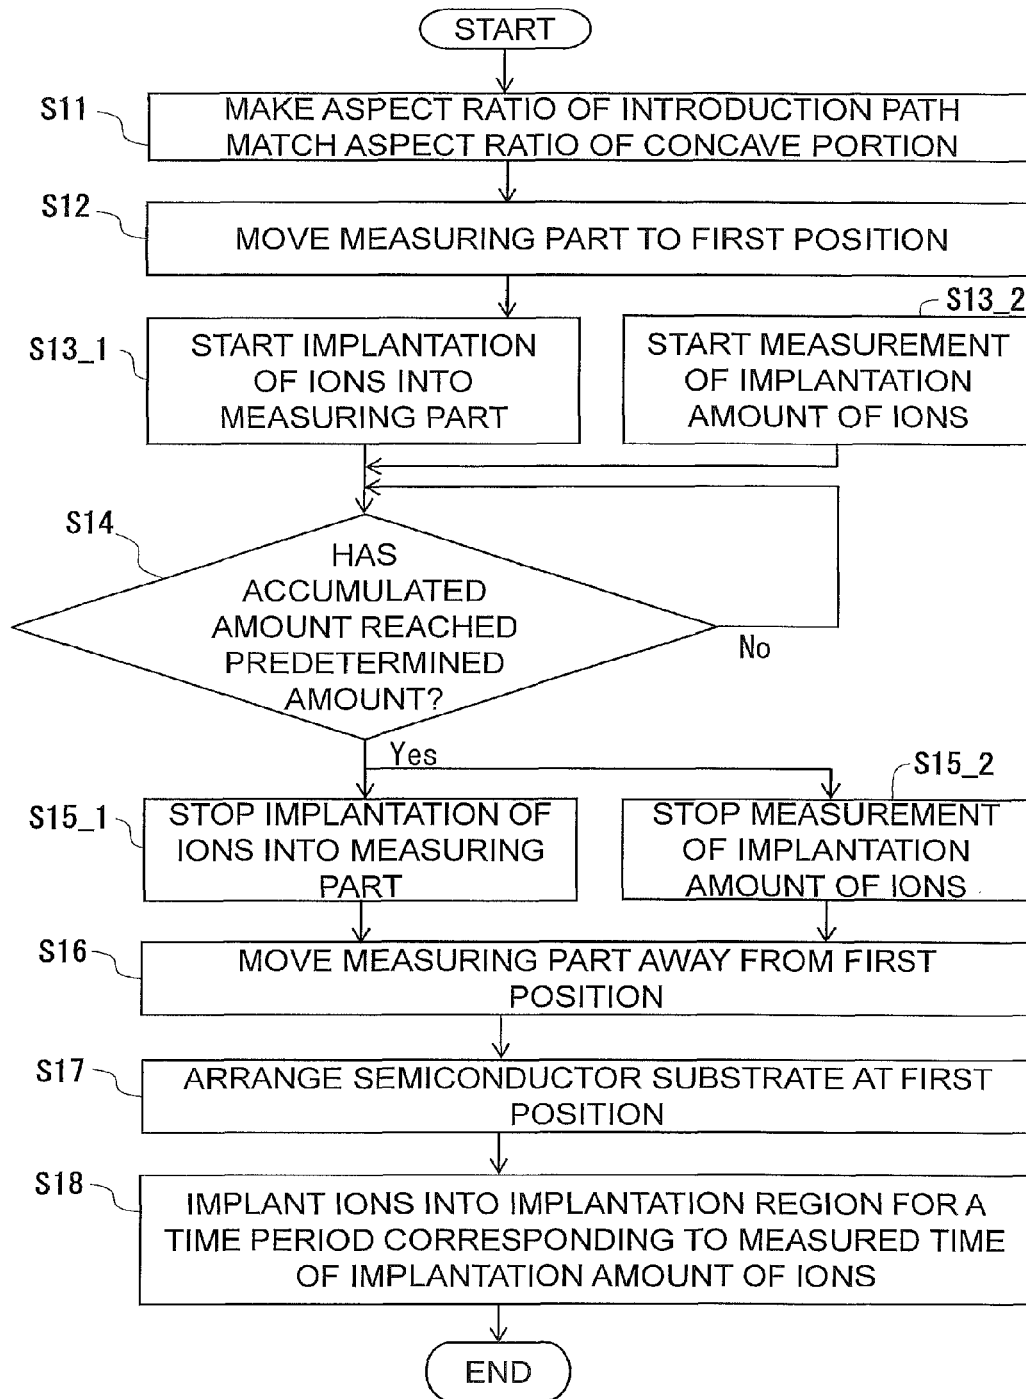 START
S11
MAKE ASPECT RATIO OF INTRODUCTION PATH
MATCH ASPECT RATIO OF CONCAVE PORTION
S12
MOVE MEASURING PART TO FIRST POSITION
S13_1
START IMPLANTATION
OF IONS INTO
MEASURING PART
S13_2
START MEASUREMENT
OF IMPLANTATION
AMOUNT OF IONS
S14
HAS
ACCUMULATED
AMOUNT REACHED
PREDETERMINED
AMOUNT?
No
Yes
S15_1
STOP IMPLANTATION OF
IONS INTO MEASURING
PART
S15_2
STOP MEASUREMENT
OF IMPLANTATION
AMOUNT OF IONS
S16
MOVE MEASURING PART AWAY FROM FIRST
POSITION
S17
ARRANGE SEMICONDUCTOR SUBSTRATE AT FIRST
POSITION
S18
IMPLANT IONS INTO IMPLANTATION REGION FOR A
TIME PERIOD CORRESPONDING TO MEASURED TIME
OF IMPLANTATION AMOUNT OF IONS
END